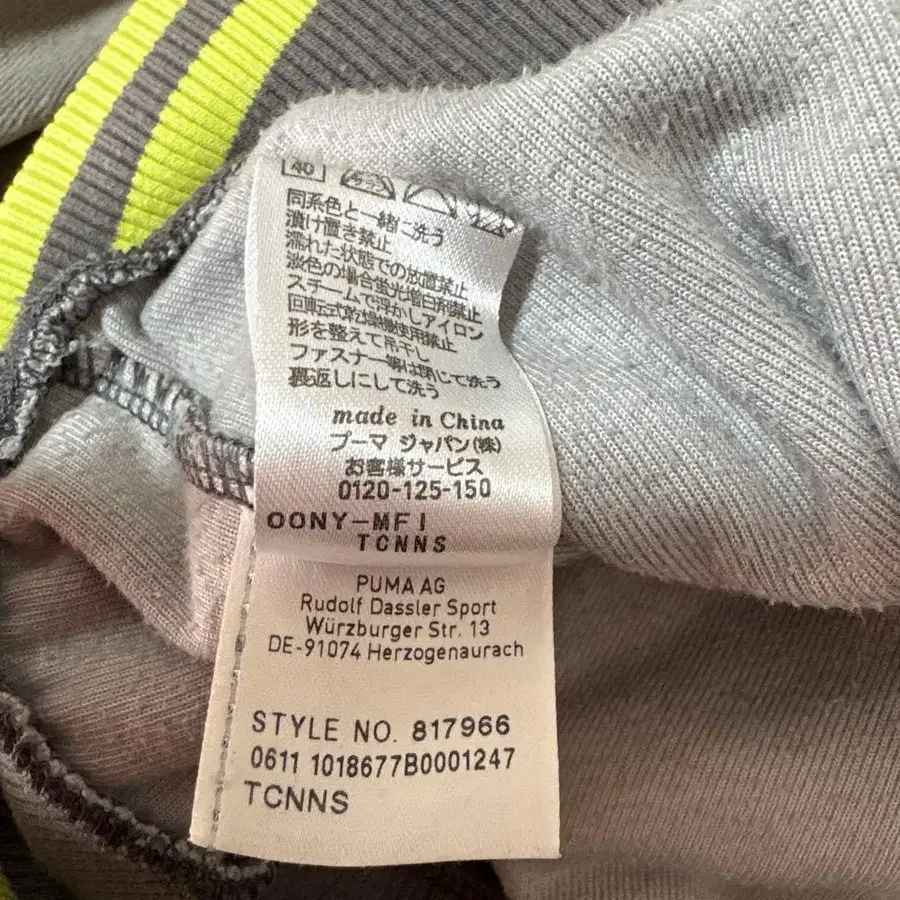 40
同系色と一緒に洗う
漬け置き禁止
濡れた状態での放置禁止
淡色の場合蛍光増白剤禁止
スチームで浮かしアイロン
回転式乾燥機使用禁止
形を整えて吊干し
ファスナー等は閉じて洗う
裏返しにして洗う
made in China
プーマ ジャパン(株)
お客様サービス
0120-125-150
OONY-MFI
TCNNS
PUMA AG
Rudolf Dassler Sport
Würzburger Str. 13
DE-91074 Herzogenaurach
STYLE NO. 817966
0611 1018677B0001247
TCNNS